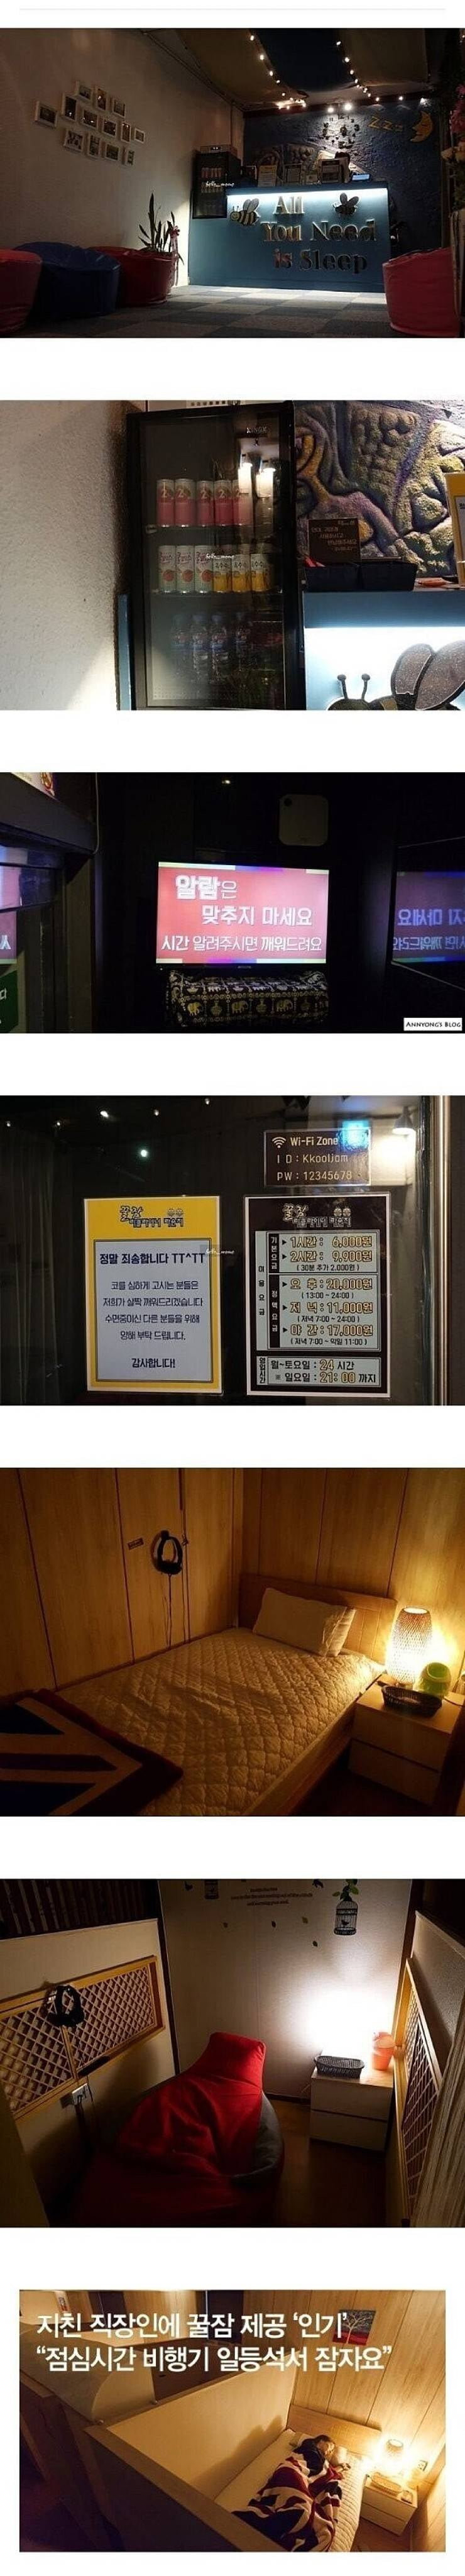 Zzz
All
You Need
is Sleep
알람은
맞추지 마세요
시간 알려주시면 깨워드려요
ANNYONG'S BLOG
Wi-Fi Zone
ID : Kkooljam
PW : 12345678
꿀잠
정말 죄송합니다 TT^TT
코를 심하게 고시는 분들은
저희가 살짝 깨워드리겠습니다
수면중이신 다른 분들을 위해
양해 부탁 드립니다.
감사합니다!
꿀잠
이용요금
기본요금
1시간 : 6,000원
2시간 : 9,900원
( 30분 추가 2,000원 )
정액요금
오 후 : 20,000원
(13:00 ~ 24:00)
저 녁 : 11,000원
(저녁 7:00 ~ 24:00)
야 간 : 17,000원
(저녁 7:00 ~ 익일 11:00)
영업시간
월~토요일 : 24 시간
※ 일요일 : 21:00 까지
지친 직장인에 꿀잠 제공 ‘인기’
“점심시간 비행기 일등석서 잠자요”